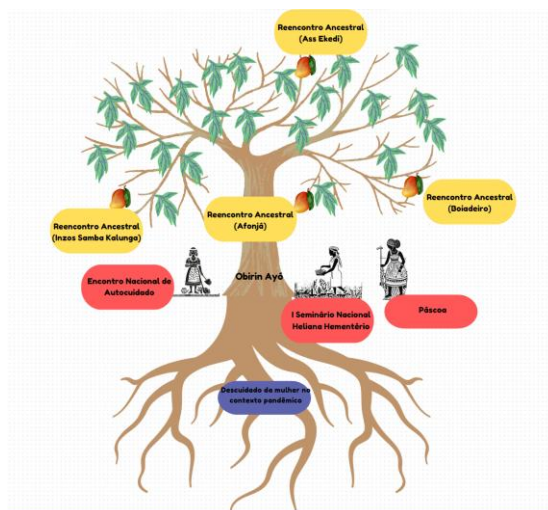 Reencontro Ancestral
(Ass Ekedi)
Reencontro Ancestral
(Boiadeiro)
Reencontro Ancestral
(Afonjá)
Reencontro Ancestral
(Inzos Samba Kalunga)
Obirin Ayó
Encontro Nacional de
Autocuidado
I Seminário Nacional
Heliana Hementério
Páscoa
Descuidado da mulher no
contexto pandêmico